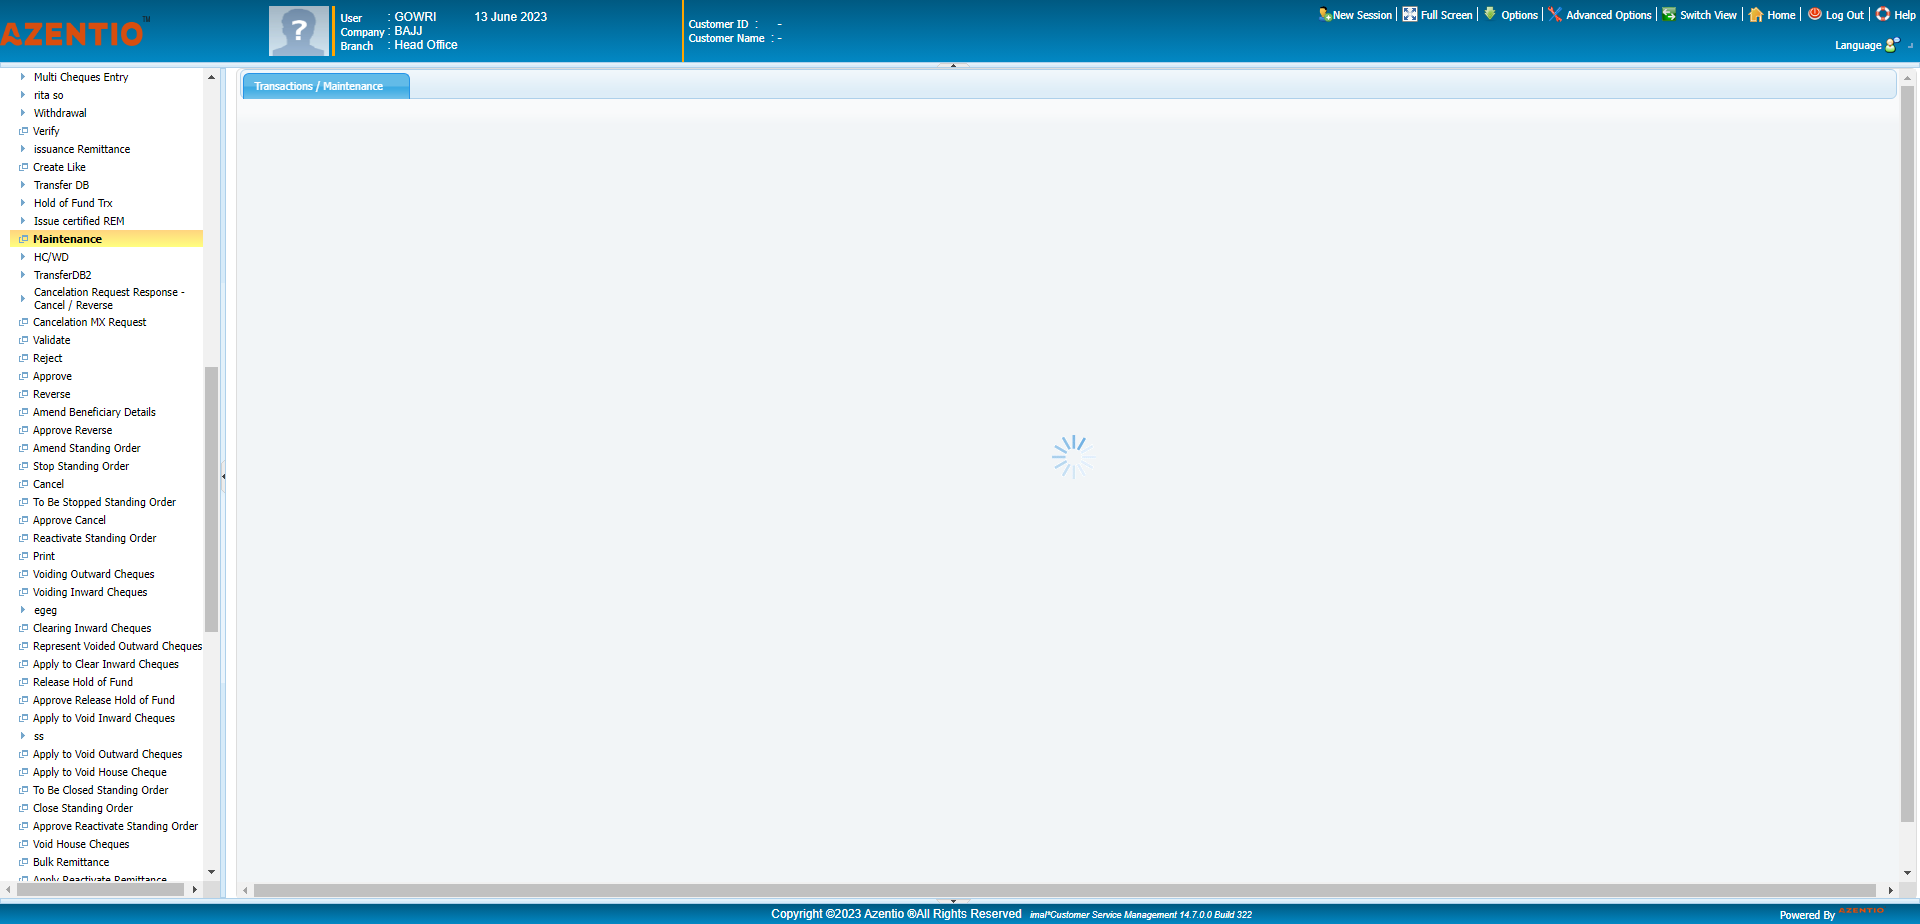 AZENTIO™
User : GOWRI 13 June 2023
Company : BAJJ
Branch : Head Office
Customer ID : -
Customer Name : -
New Session
Full Screen
Options
Advanced Options
Switch View
Home
Log Out
Help
Language
Multi Cheques Entry
rita so
Withdrawal
Verify
issuance Remittance
Create Like
Transfer DB
Hold of Fund Trx
Issue certified REM
Maintenance
HC/WD
TransferDB2
Cancelation Request Response -
Cancel / Reverse
Cancelation MX Request
Validate
Reject
Approve
Reverse
Amend Beneficiary Details
Approve Reverse
Amend Standing Order
Stop Standing Order
Cancel
To Be Stopped Standing Order
Approve Cancel
Reactivate Standing Order
Print
Voiding Outward Cheques
Voiding Inward Cheques
egeg
Clearing Inward Cheques
Represent Voided Outward Cheques
Apply to Clear Inward Cheques
Release Hold of Fund
Approve Release Hold of Fund
Apply to Void Inward Cheques
ss
Apply to Void Outward Cheques
Apply to Void House Cheque
To Be Closed Standing Order
Close Standing Order
Approve Reactivate Standing Order
Void House Cheques
Bulk Remittance
Apply Reactivate Remittance
Transactions / Maintenance
Copyright ©2023 Azentio ®All Rights Reserved imal*Customer Service Management 14.7.0.0 Build 322
Powered By AZENTIO